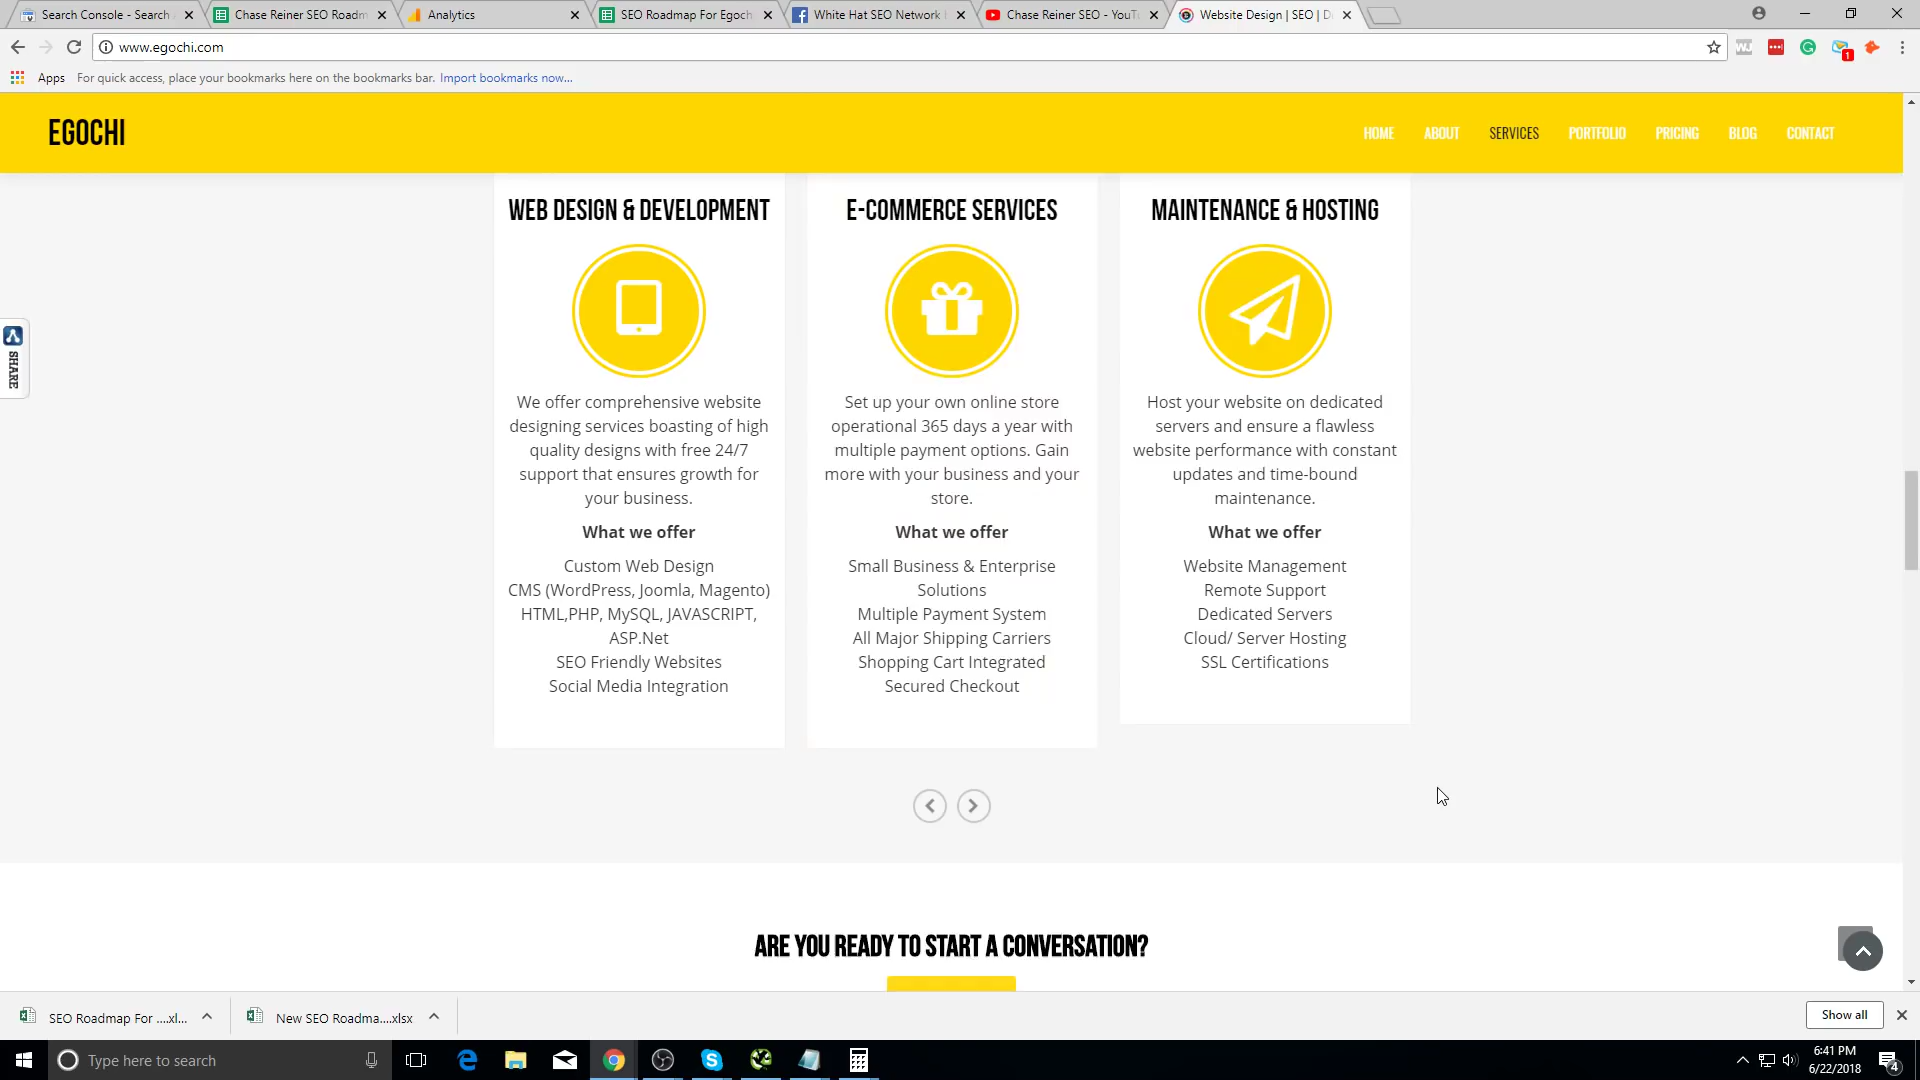 Search Console - Search
Chase Reiner SEO Roadm
Analytics
SEO Roadmap For Egoch
White Hat SEO Network
Chase Reiner SEO - YouTu
Website Design | SEO | D
www.egochi.com
Apps
For quick access, place your bookmarks here on the bookmarks bar. Import bookmarks now...
1
EGOCHI
HOME ABOUT SERVICES PORTFOLIO PRICING BLOG CONTACT
SHARE
WEB DESIGN & DEVELOPMENT
We offer comprehensive website
designing services boasting of high
quality designs with free 24/7
support that ensures growth for
your business.
What we offer
Custom Web Design
CMS (WordPress, Joomla, Magento)
HTML,PHP, MySQL, JAVASCRIPT,
ASP.Net
SEO Friendly Websites
Social Media Integration
E-COMMERCE SERVICES
Set up your own online store
operational 365 days a year with
multiple payment options. Gain
more with your business and your
store.
What we offer
Small Business & Enterprise
Solutions
Multiple Payment System
All Major Shipping Carriers
Shopping Cart Integrated
Secured Checkout
MAINTENANCE & HOSTING
Host your website on dedicated
servers and ensure a flawless
website performance with constant
updates and time-bound
maintenance.
What we offer
Website Management
Remote Support
Dedicated Servers
Cloud/ Server Hosting
SSL Certifications
ARE YOU READY TO START A CONVERSATION?
SEO Roadmap For ....xl...
New SEO Roadma....xlsx
Show all
Type here to search
6:41 PM
6/22/2018
4